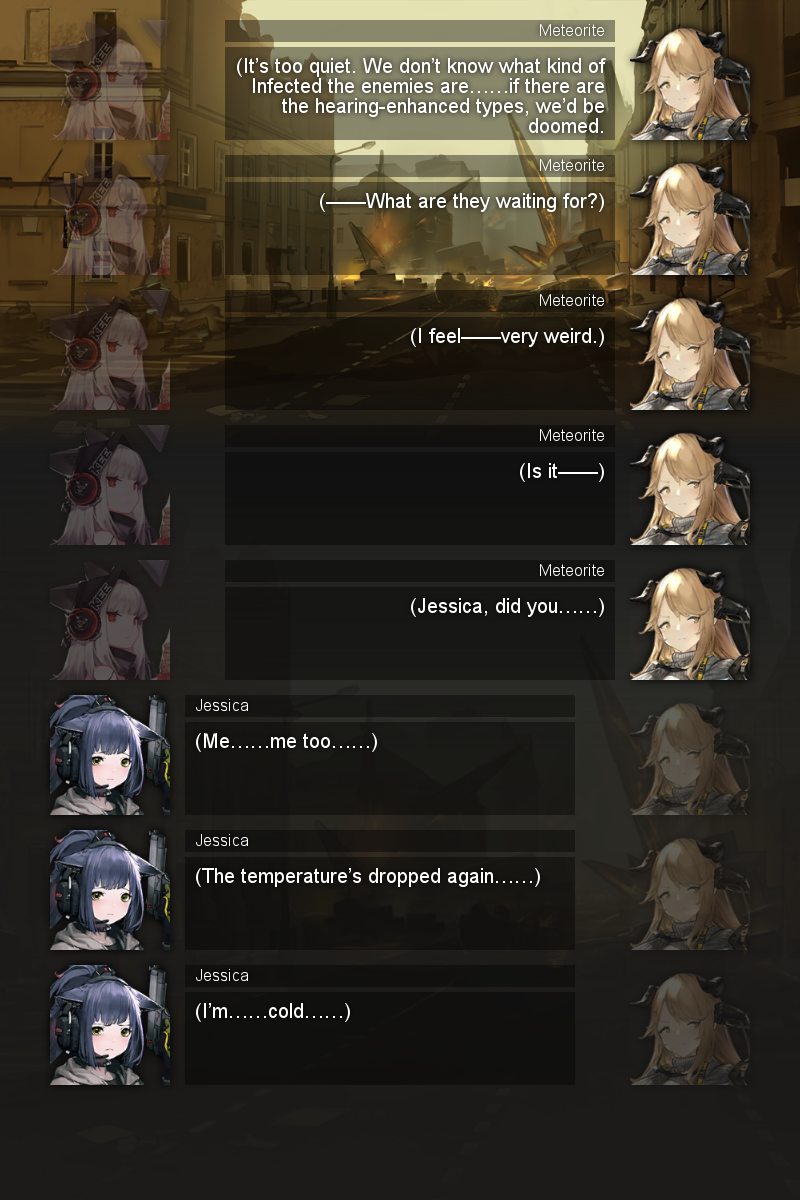 Meteorite
(It's too quiet. We don't know what kind of
Infected the enemies are……if there are
the hearing-enhanced types, we'd be
doomed.
Meteorite
(——What are they waiting for?)
Meteorite
(I feel——very weird.)
Meteorite
(Is it——)
Meteorite
(Jessica, did you……)
Jessica
(Me……me too……)
Jessica
(The temperature's dropped again……)
Jessica
(I'm……cold……)